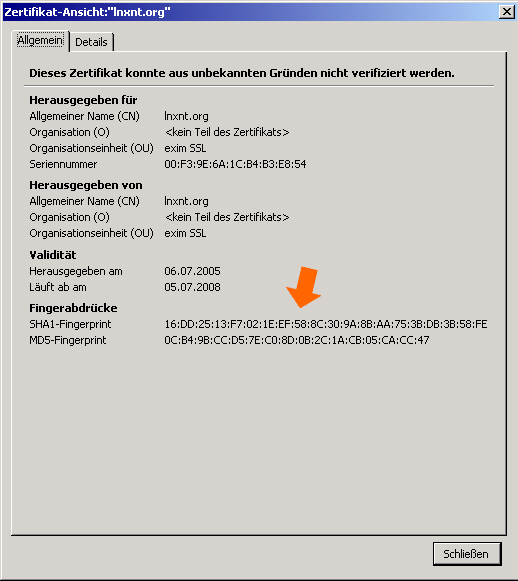 Zertifikat-Ansicht:"lnxnt.org"
Allgemein Details
Dieses Zertifikat konnte aus unbekannten Gründen nicht verifiziert werden.
Herausgegeben für
Allgemeiner Name (CN) lnxnt.org
Organisation (O) <kein Teil des Zertifikats>
Organisationseinheit (OU) exim SSL
Seriennummer 00:F3:9E:6A:1C:B4:B3:E8:54
Herausgegeben von
Allgemeiner Name (CN) lnxnt.org
Organisation (O) <kein Teil des Zertifikats>
Organisationseinheit (OU) exim SSL
Validität
Herausgegeben am 06.07.2005
Läuft ab am 05.07.2008
Fingerabdrücke
SHA1-Fingerprint 16:DD:25:13:F7:02:1E:EF:58:8C:30:9A:8B:AA:75:3B:DB:3B:58:FE
MD5-Fingerprint 0C:B4:9B:CC:D5:7E:C0:8D:0B:2C:1A:CB:05:CA:CC:47
Schließen